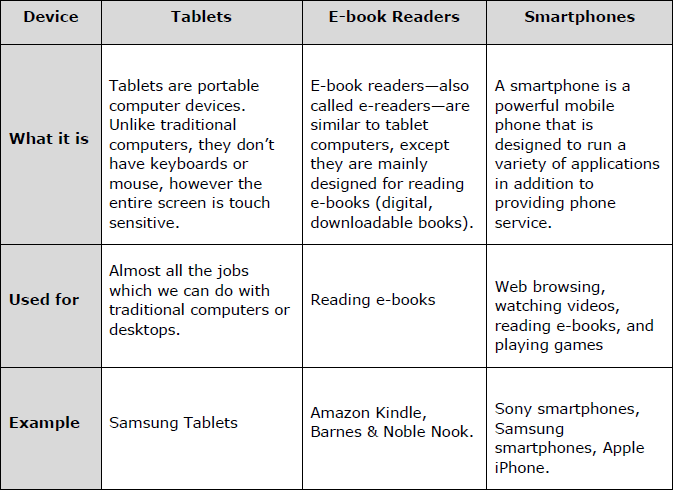 Device
Tablets
E-book Readers
Smartphones
What it is
Tablets are portable
computer devices.
Unlike traditional
computers, they don’t
have keyboards or
mouse, however the
entire screen is touch
sensitive.
E-book readers—also
called e-readers—are
similar to tablet
computers, except
they are mainly
designed for reading
e-books (digital,
downloadable books).
A smartphone is a
powerful mobile
phone that is
designed to run a
variety of applications
in addition to
providing phone
service.
Used for
Almost all the jobs
which we can do with
traditional computers or
desktops.
Reading e-books
Web browsing,
watching videos,
reading e-books, and
playing games
Example
Samsung Tablets
Amazon Kindle,
Barnes & Noble Nook.
Sony smartphones,
Samsung
smartphones, Apple
iPhone.